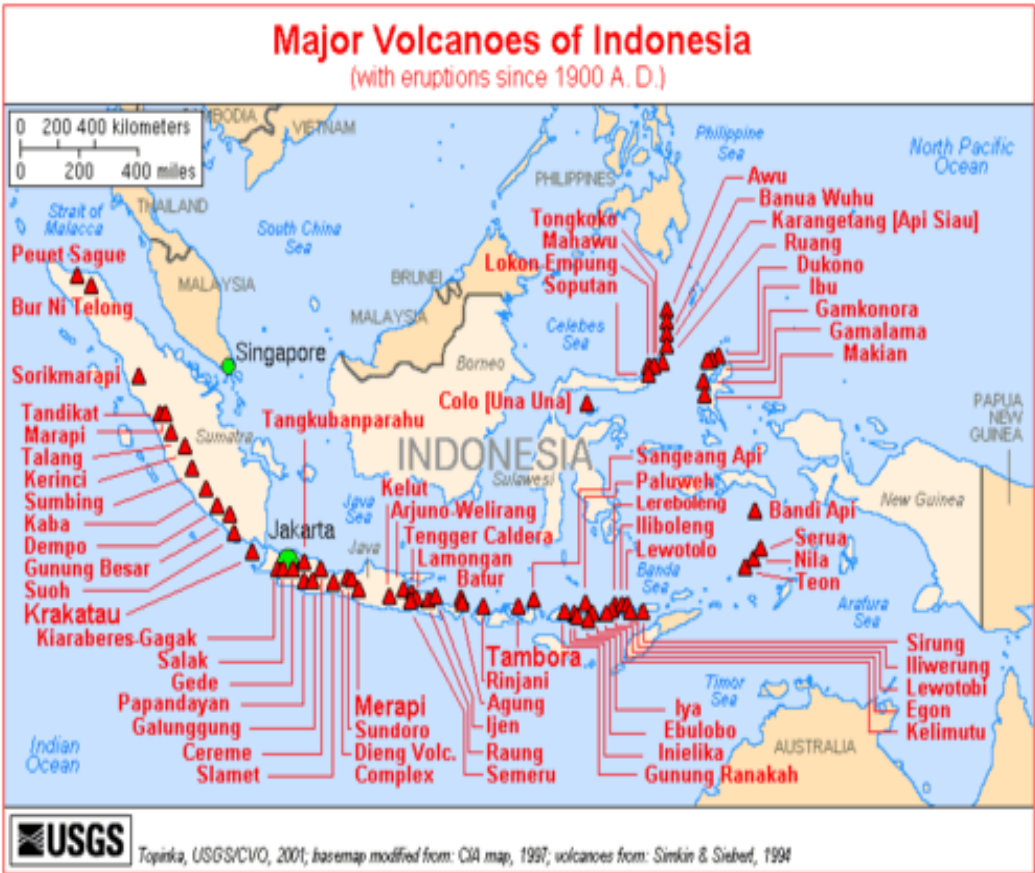 Major Volcanoes of Indonesia
(with eruptions since 1900 A. D.)
0 200 400 kilometers
0 200 400 miles
CAMBODIA
VIETNAM
THAILAND
Strait of
Malacca
South China
Sea
PHILIPPINES
Philippine
Sea
North Pacific
Ocean
Peuet Sague
Bur Ni Telong
MALAYSIA
BRUNEI
MALAYSIA
Singapore
Borneo
Celebes
Sea
Tongkoko
Mahawu
Lokon Empung
Soputan
Awu
Banua Wuhu
Karangetang [Api Siau]
Ruang
Dukono
Ibu
Gamkonora
Gamalama
Makian
Colo [Una Una]
INDONESIA
Sulawesi
PAPUA
NEW
GUINEA
New Guinea
Sorikmarapi
Tandikat
Marapi
Talang
Kerinci
Sumbing
Kaba
Dempo
Gunung Besar
Suoh
Krakatau
Sumatra
Tangkubanparahu
Java
Sea
Jakarta
Java
Kelut
Arjuno Welirang
Tengger Caldera
Lamongan
Batur
Sangeang Api
Paluweh
Lereboleng
Iliboleng
Lewotolo
Banda
Sea
Bandi Api
Serua
Nila
Teon
Arafura
Sea
Kiaraberes-Gagak
Salak
Gede
Papandayan
Galunggung
Cereme
Slamet
Merapi
Sundoro
Dieng Volc.
Complex
Tambora
Rinjani
Agung
Ijen
Raung
Semeru
Iya
Ebulobo
Inielika
Gunung Ranakah
Timor
Sea
Sirung
Iliwerung
Lewotobi
Egon
Kelimutu
AUSTRALIA
Indian
Ocean
USGS
Topinka, USGS/CVO, 2001; basemap modified from: CIA map, 1997; volcanoes from: Simkin & Siebert, 1994